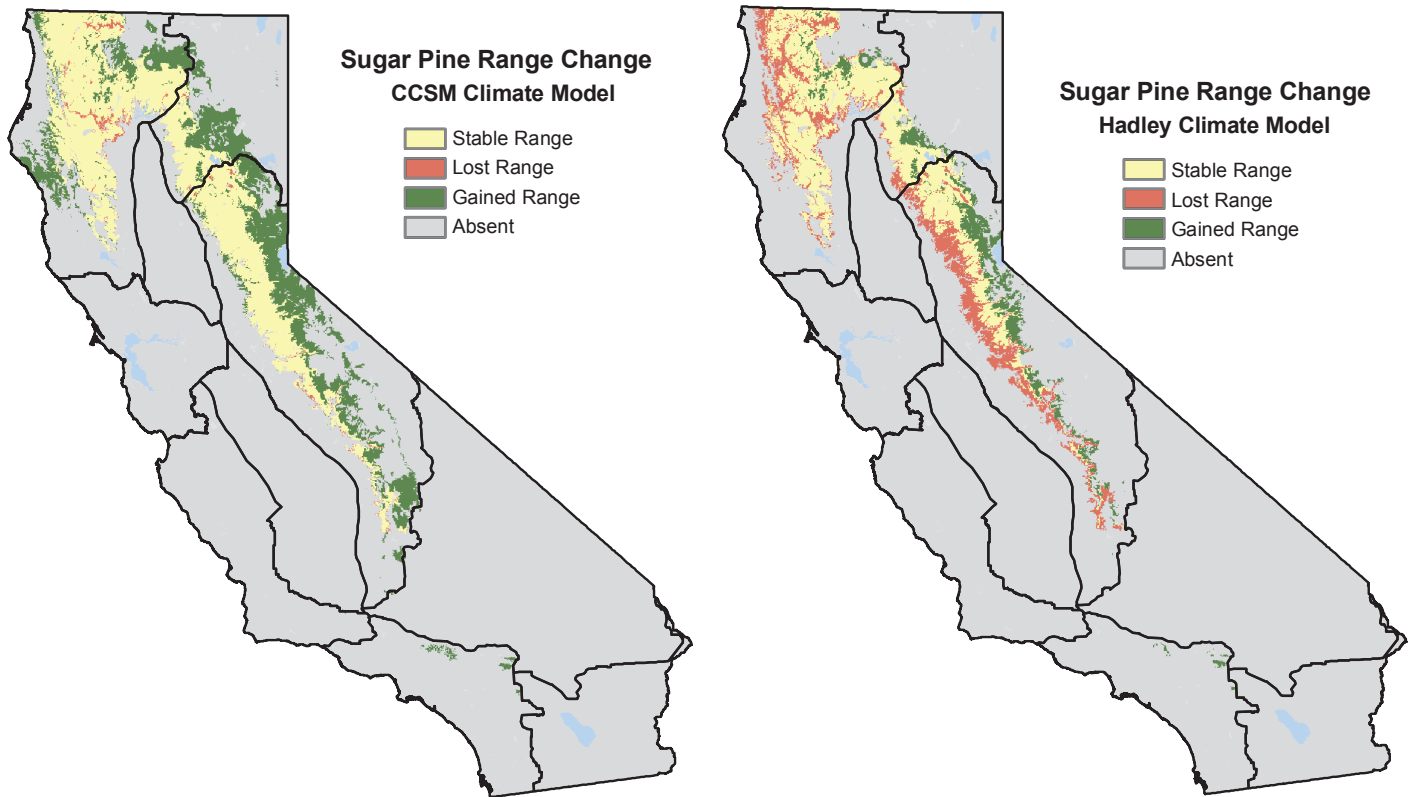 Sugar Pine Range Change
CCSM Climate Model
Stable Range
Lost Range
Gained Range
Absent
Sugar Pine Range Change
Hadley Climate Model
Stable Range
Lost Range
Gained Range
Absent